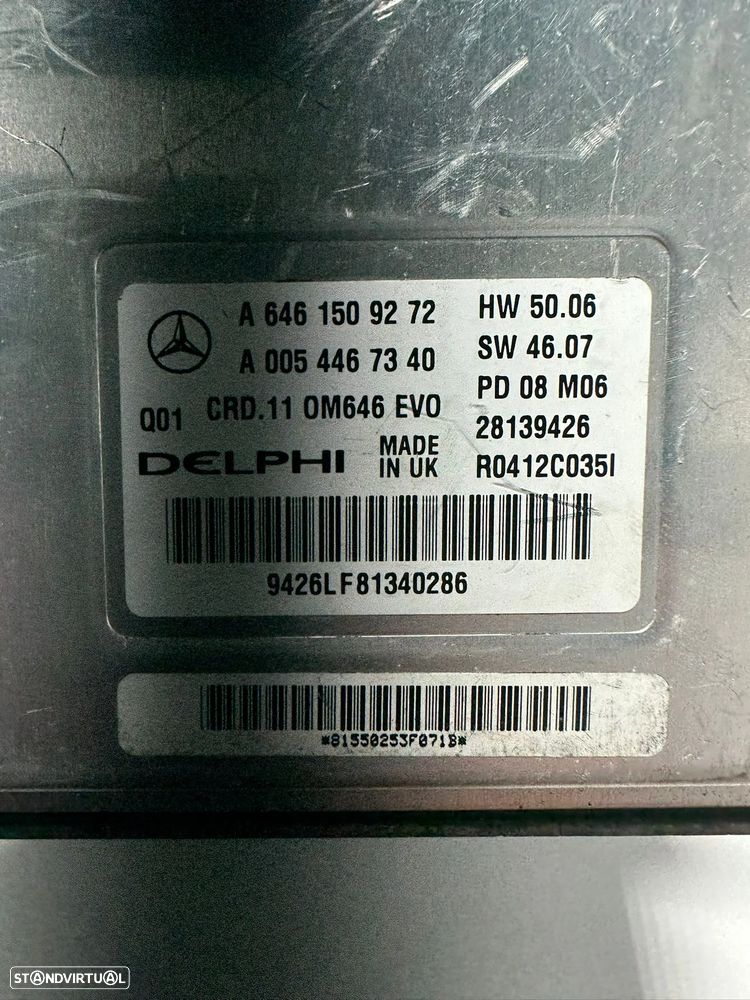 A 646 150 92 72
A 005 446 73 40
Q01 CRD.11 OM646 EVO
DELPHI MADE IN UK
HW 50.06
SW 46.07
PD 08 M06
28139426
R0412C035I
9426LF81340286
*81550253F071B*
STANDVIRTUAL